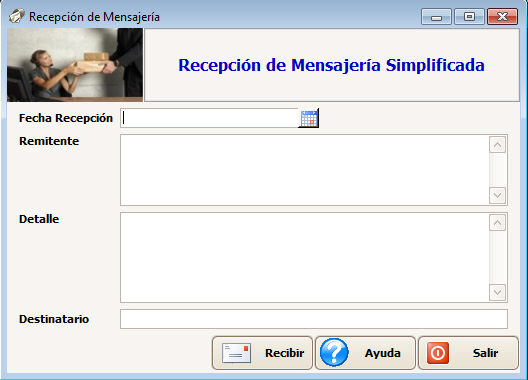 Recepción de Mensajería
Recepción de Mensajería Simplificada
Fecha Recepción
Remitente
Detalle
Destinatario
Recibir
Ayuda
Salir